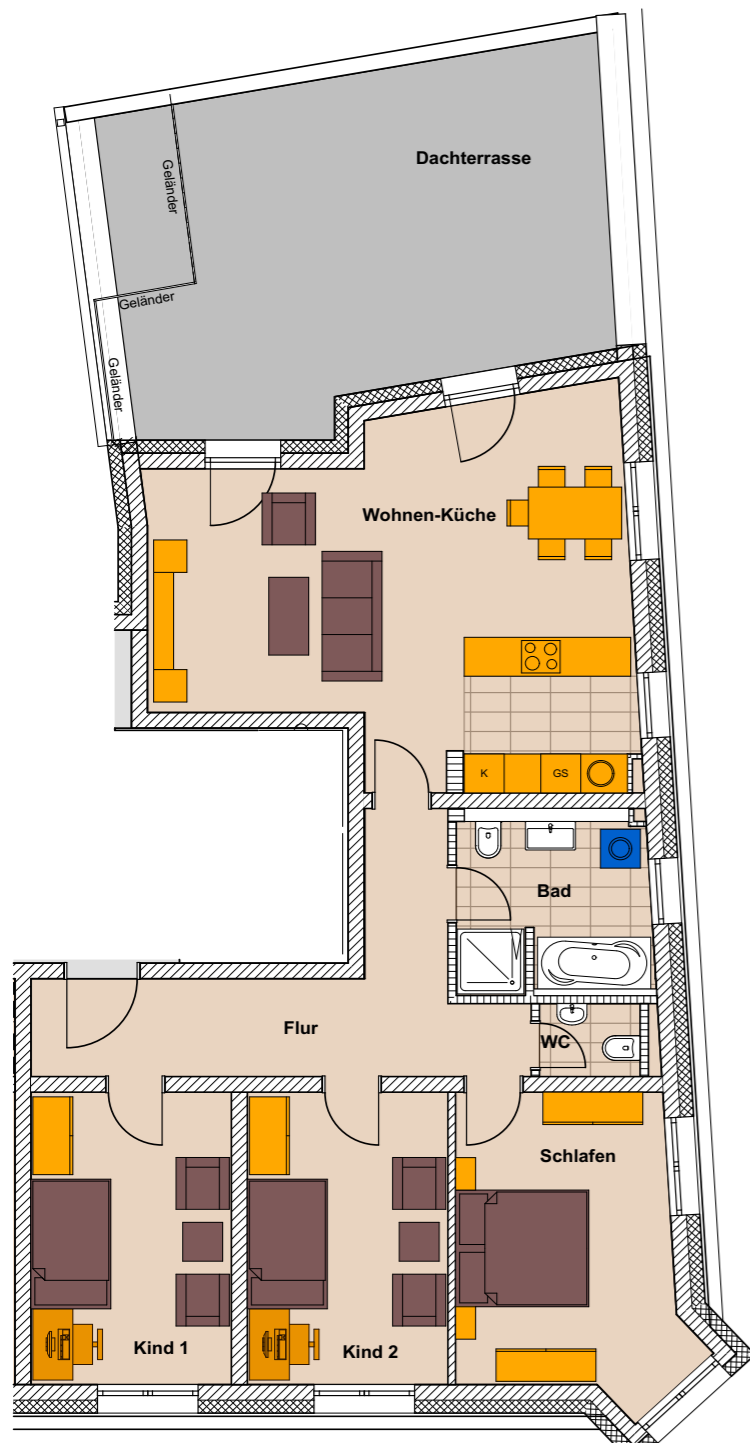 Dachterrasse
Geländer
Geländer
Geländer
Wohnen-Küche
K
GS
Bad
Flur
WC
Schlafen
Kind 1
Kind 2